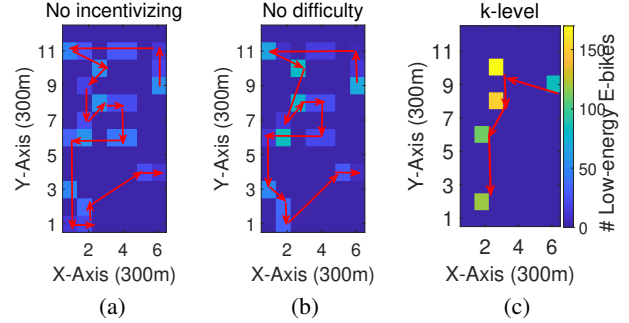 No incentivizing
No difficulty
k-level
11
9
7
5
3
1
Y-Axis (300m)
2 4 6
X-Axis (300m)
(a)
11
9
7
5
3
1
Y-Axis (300m)
2 4 6
X-Axis (300m)
(b)
11
9
7
5
3
1
Y-Axis (300m)
2 4 6
X-Axis (300m)
(c)
150
100
50
0
# Low-energy E-bikes